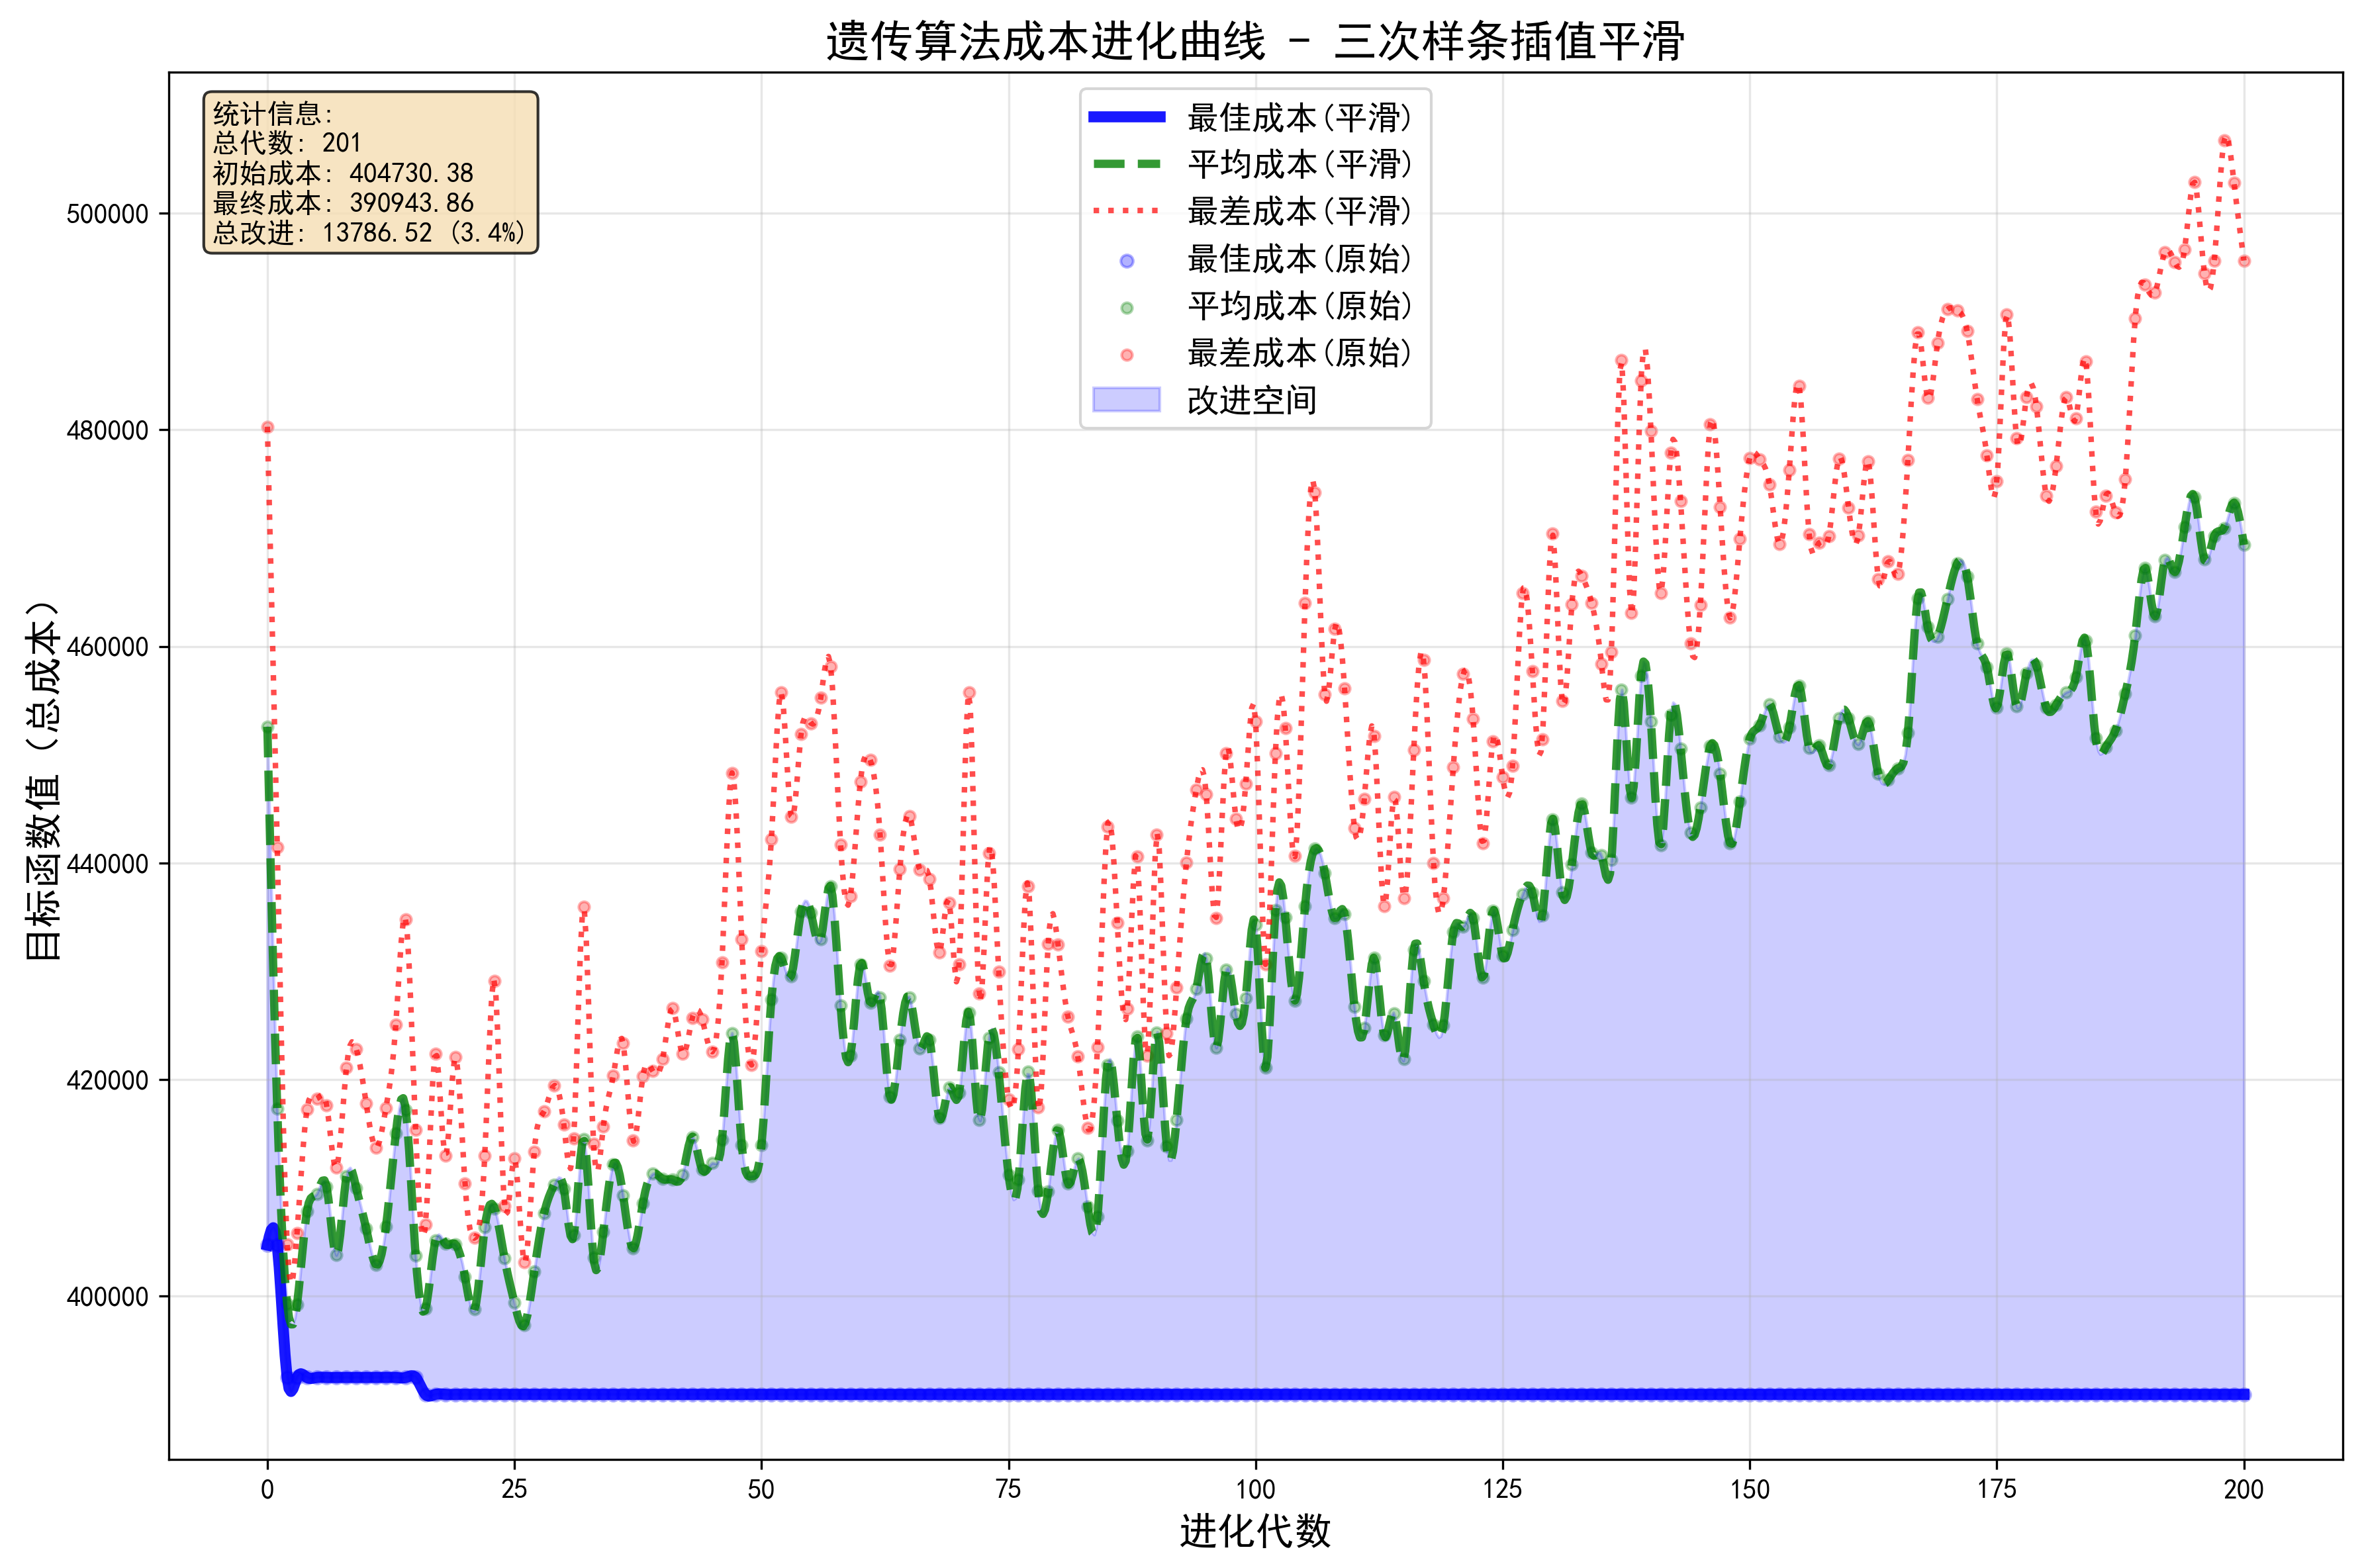 遗传算法成本进化曲线 - 三次样条插值平滑
统计信息:
总代数: 201
初始成本: 404730.38
最终成本: 390943.86
总改进: 13786.52 (3.4%)
最佳成本(平滑)
平均成本(平滑)
最差成本(平滑)
最佳成本(原始)
平均成本(原始)
最差成本(原始)
改进空间
目标函数值（总成本）
500000
480000
460000
440000
420000
400000
0
25
50
75
100
125
150
175
200
进化代数